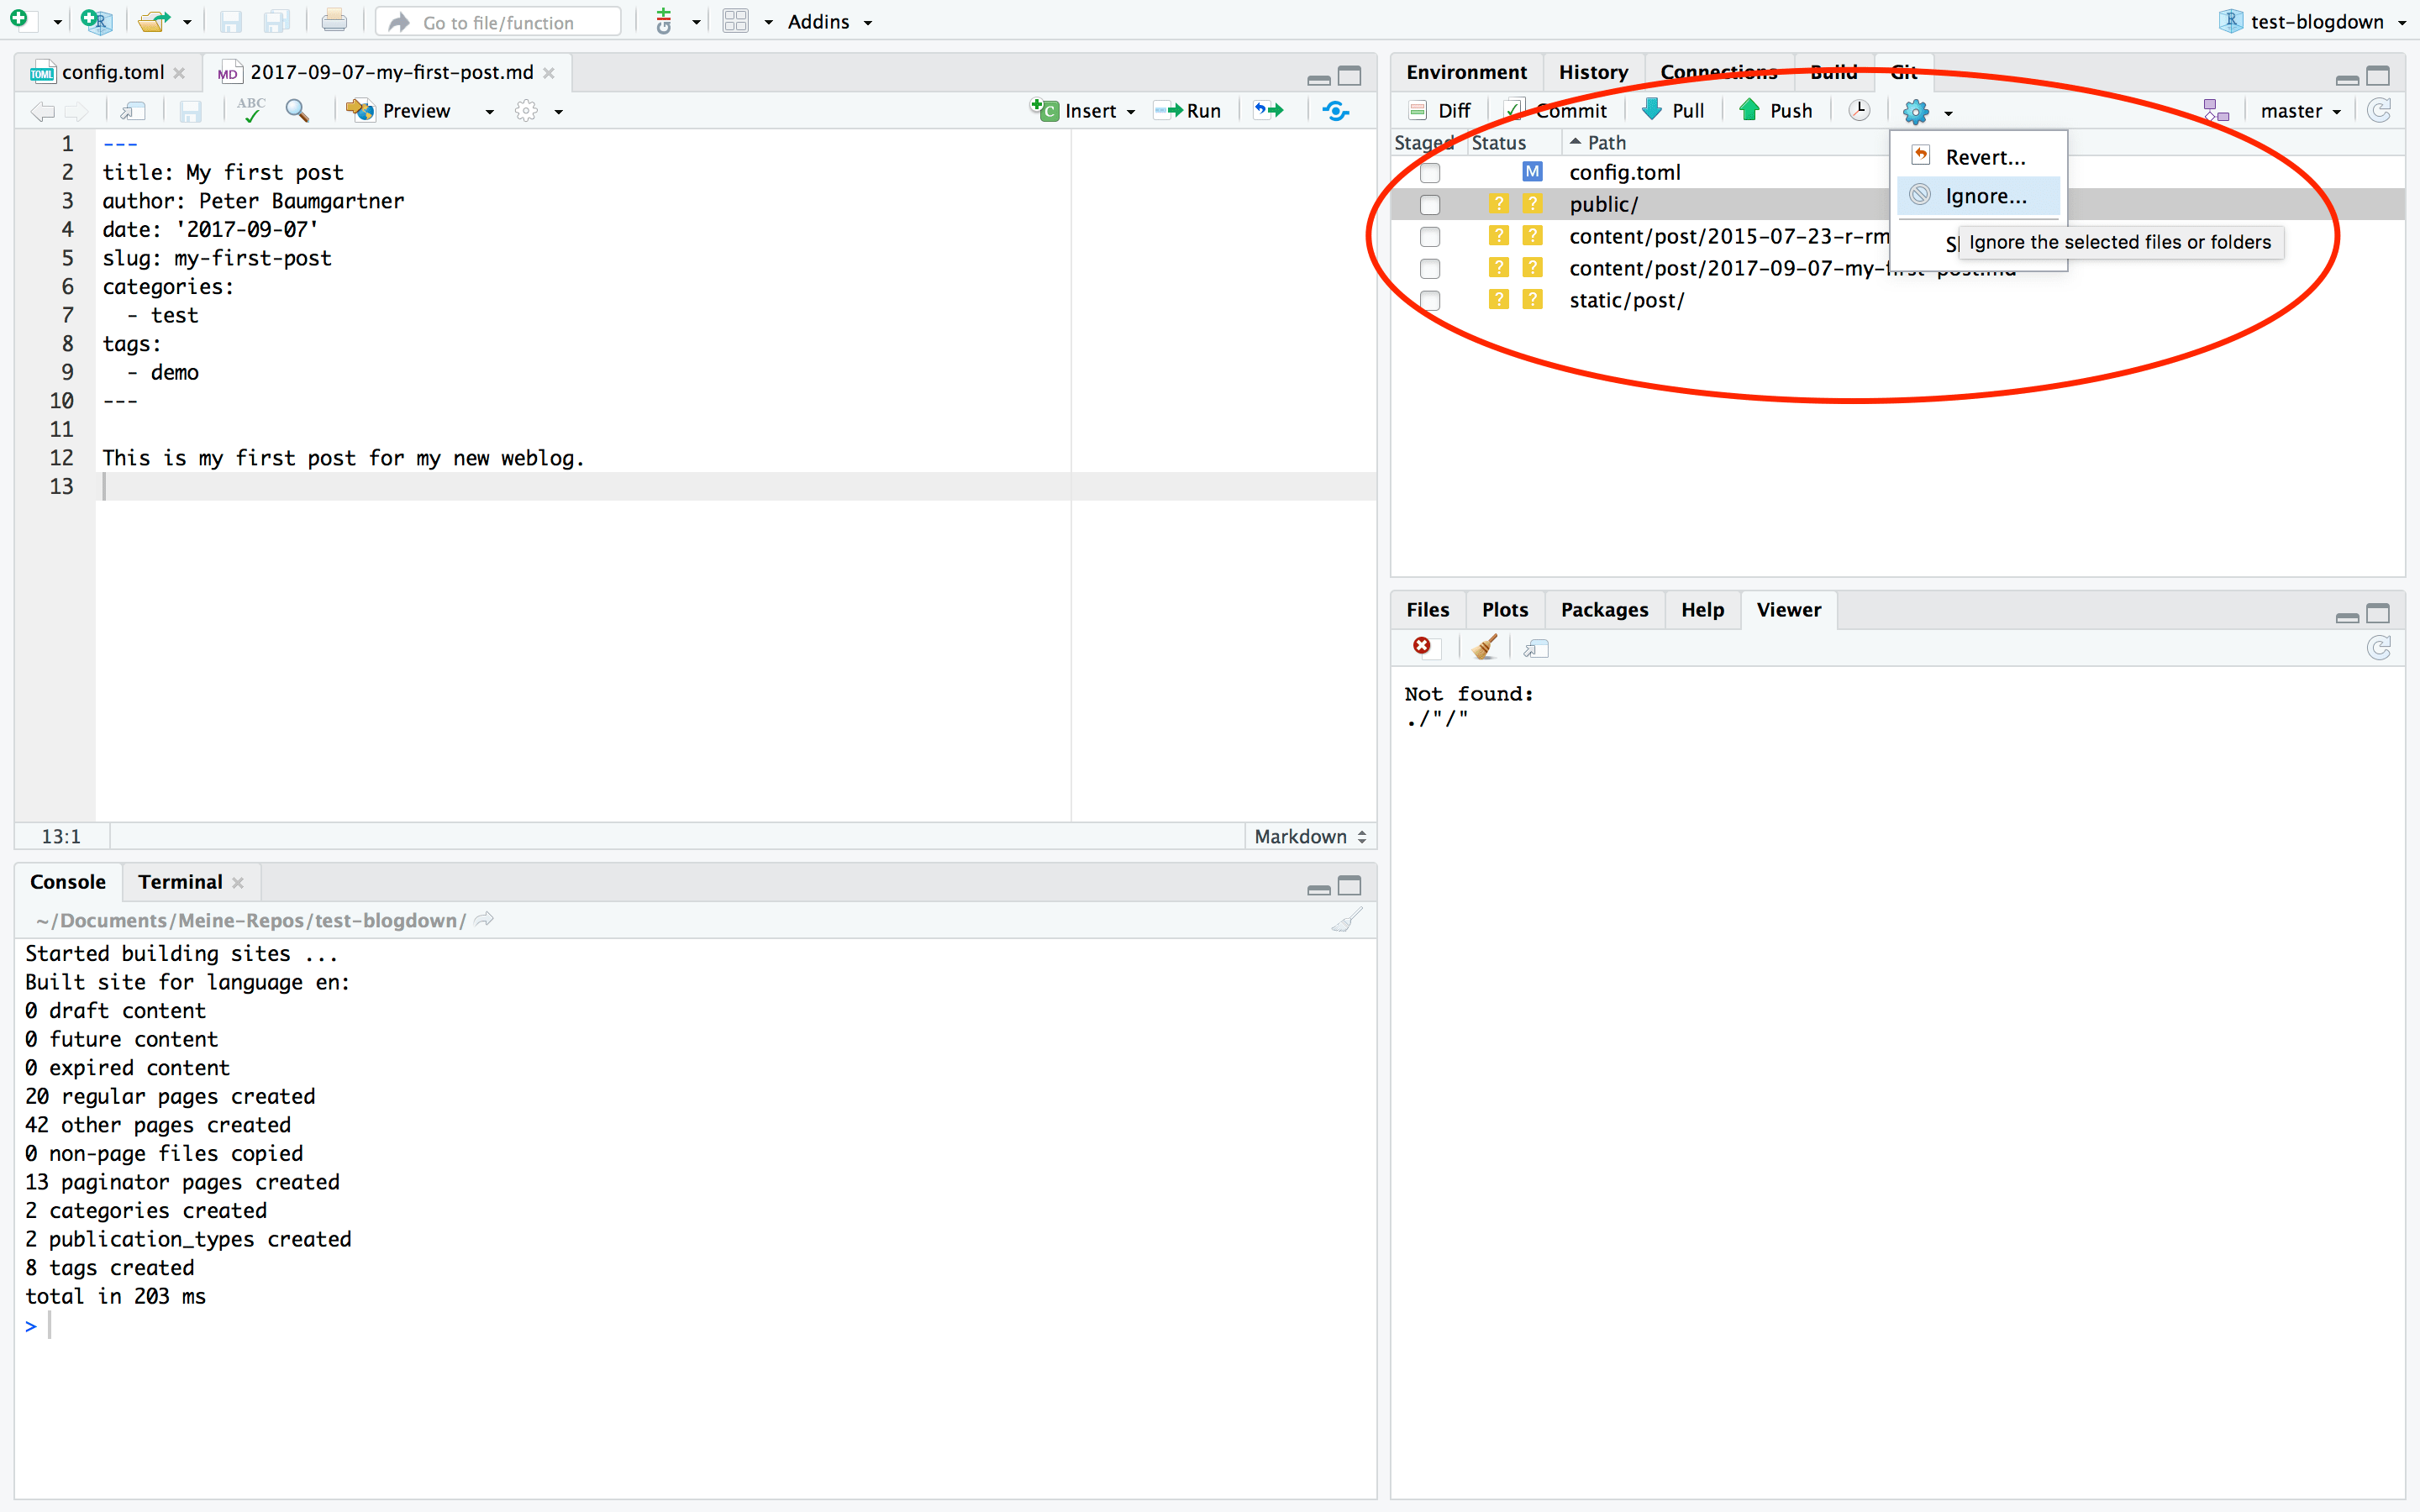 Go to file/function
Addins
test-blogdown
config.toml
2017-09-07-my-first-post.md
ABC
Preview
Insert
Run
1 ---
2 title: My first post
3 author: Peter Baumgartner
4 date: '2017-09-07'
5 slug: my-first-post
6 categories:
7 - test
8 tags:
9 - demo
10 ---
11
12 This is my first post for my new weblog.
13
13:1
Markdown
Console
Terminal
~/Documents/Meine-Repos/test-blogdown/
Started building sites ...
Built site for language en:
0 draft content
0 future content
0 expired content
20 regular pages created
42 other pages created
0 non-page files copied
13 paginator pages created
2 categories created
2 publication_types created
8 tags created
total in 203 ms
>
Environment
History
Connections
Build
Git
Diff
Commit
Pull
Push
master
Staged
Status
Path
M config.toml
? ? public/
? ? content/post/2015-07-23-r-rm
? ? content/post/2017-09-07-my-first-post.md
? ? static/post/
Revert...
Ignore...
Ignore the selected files or folders
Files
Plots
Packages
Help
Viewer
Not found:
./"/"